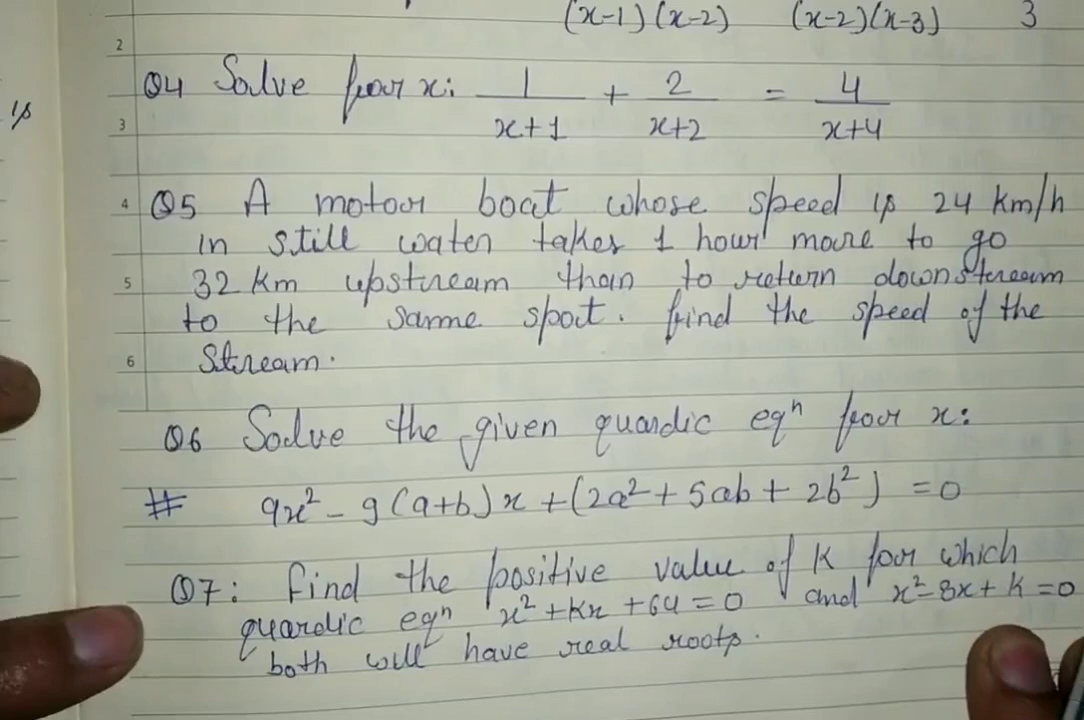 (x-1)(x-2) (x-2)(x-3) 3
2
Q4 Solve for x: 1/(x+1) + 2/(x+2) = 4/(x+4)
is
3
4 Q5 A motor boat whose speed is 24 km/h
in still water takes 1 hour more to go
5 32 km upstream than to return downstream
to the same spot. find the speed of the
6 Stream.
Q6 Solve the given quardic eqⁿ for x:
# 9x² - 9(a+b)x + (2a² + 5ab + 2b²) = 0
Q7: find the positive value of K for which
quardic eqⁿ x² + Kx + 64 = 0 and x² - 8x + K = 0
both will have real roots.